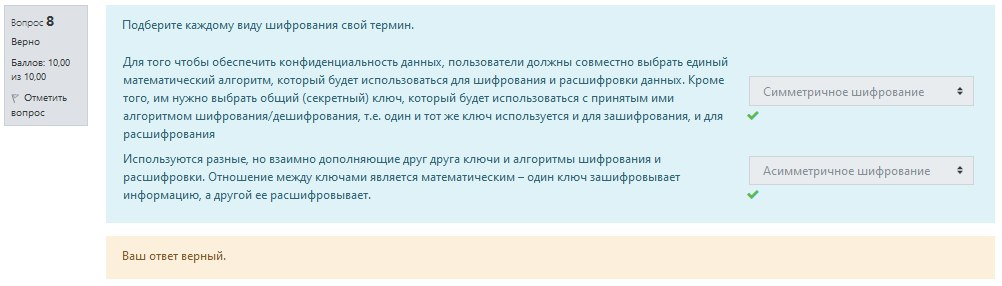 Вопрос 8
Верно
Баллов: 10,00
из 10,00
Отметить
вопрос
Подберите каждому виду шифрования свой термин.
Для того чтобы обеспечить конфиденциальность данных, пользователи должны совместно выбрать единый
математический алгоритм, который будет использоваться для шифрования и расшифровки данных. Кроме
того, им нужно выбрать общий (секретный) ключ, который будет использоваться с принятым ими
алгоритмом шифрования/дешифрования, т.е. один и тот же ключ используется и для зашифрования, и для
расшифрования
Симметричное шифрование
Используются разные, но взаимно дополняющие друг друга ключи и алгоритмы шифрования и
расшифровки. Отношение между ключами является математическим – один ключ зашифровывает
информацию, а другой ее расшифровывает.
Асимметричное шифрование
Ваш ответ верный.